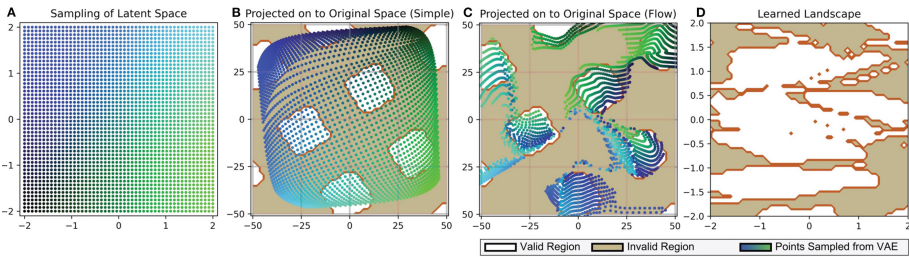 A Sampling of Latent Space
2
1
0
−1
−2
−2 −1 0 1 2
B Projected on to Original Space (Simple)
50
25
0
−25
−50
−50 −25 0 25 50
C Projected on to Original Space (Flow)
50
25
0
−25
−50
−50 −25 0 25 50
D Learned Landscape
2.0
1.5
1.0
0.5
0.0
−0.5
−1.0
−1.5
−2.0
−2 −1 0 1 2
Valid Region Invalid Region Points Sampled from VAE